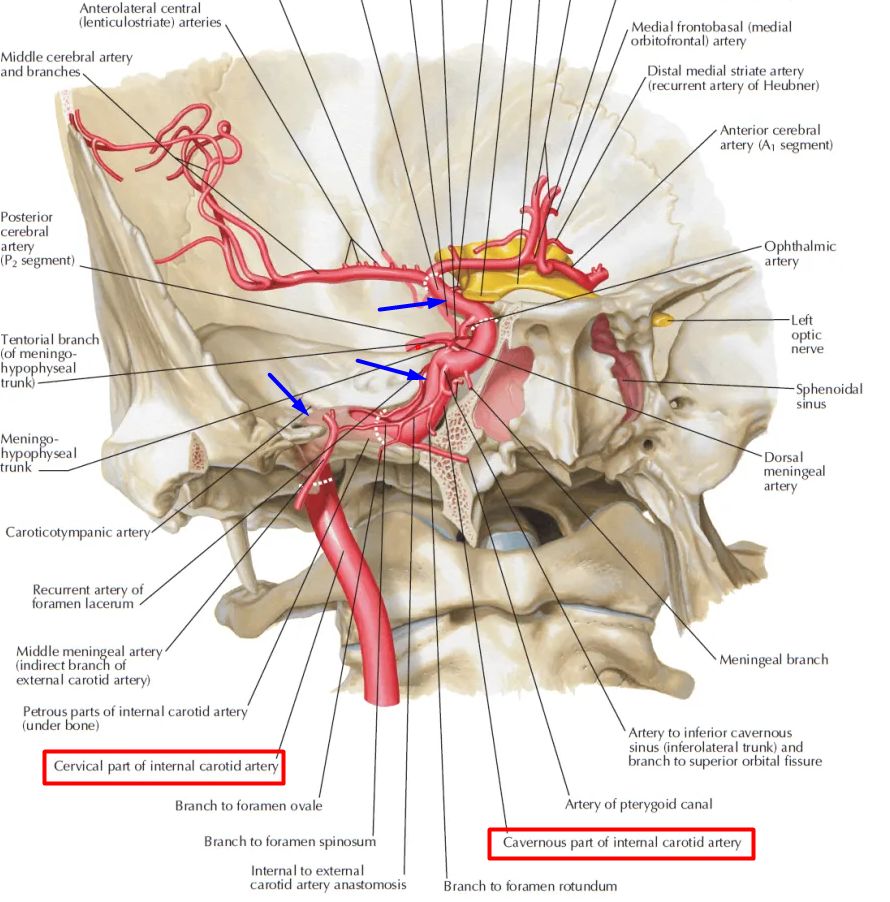 Anterolateral central
(lenticulostriate) arteries
Middle cerebral artery
and branches
Posterior
cerebral
artery
(P2 segment)
Tentorial branch
(of meningo-
hypophyseal
trunk)
Meningo-
hypophyseal
trunk
Caroticotympanic artery
Recurrent artery of
foramen lacerum
Middle meningeal artery
(indirect branch of
external carotid artery)
Petrous parts of internal carotid artery
(under bone)
Cervical part of internal carotid artery
Branch to foramen ovale
Branch to foramen spinosum
Internal to external
carotid artery anastomosis
Branch to foramen rotundum
Medial frontobasal (medial
orbitofrontal) artery
Distal medial striate artery
(recurrent artery of Heubner)
Anterior cerebral
artery (A1 segment)
Ophthalmic
artery
Left
optic
nerve
Sphenoidal
sinus
Dorsal
meningeal
artery
Meningeal branch
Artery to inferior cavernous
sinus (inferolateral trunk) and
branch to superior orbital fissure
Artery of pterygoid canal
Cavernous part of internal carotid artery